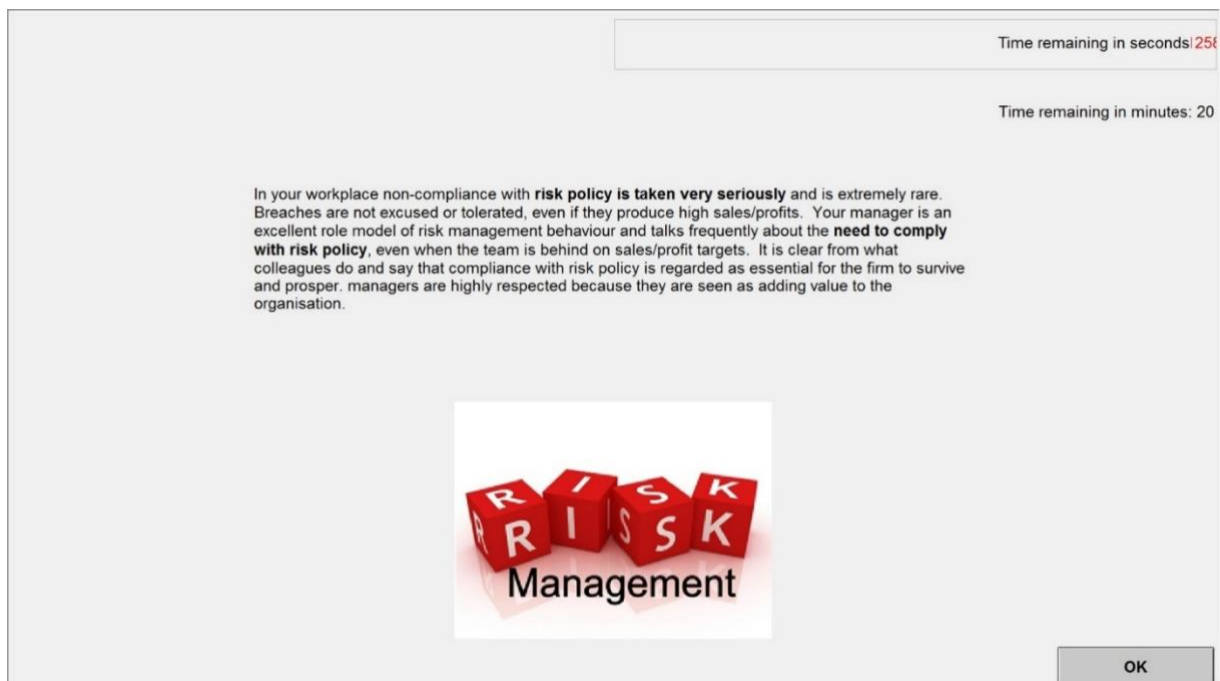 Time remaining in seconds 258
Time remaining in minutes: 20
In your workplace non-compliance with risk policy is taken very seriously and is extremely rare.
Breaches are not excused or tolerated, even if they produce high sales/profits. Your manager is an
excellent role model of risk management behaviour and talks frequently about the need to comply
with risk policy, even when the team is behind on sales/profit targets. It is clear from what
colleagues do and say that compliance with risk policy is regarded as essential for the firm to survive
and prosper. managers are highly respected because they are seen as adding value to the
organisation.
R I S K
R R I S S K
Management
OK